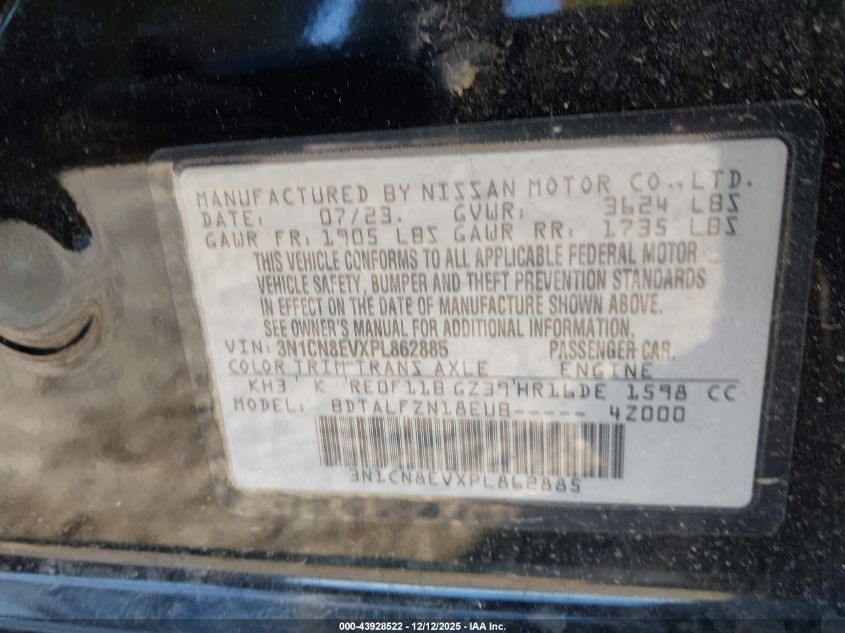 MANUFACTURED BY NISSAN MOTOR CO., LTD.
DATE: 07/23. GVWR: 3624 LBS
GAWR FR: 1905 LBS GAWR RR: 1735 LBS
THIS VEHICLE CONFORMS TO ALL APPLICABLE FEDERAL MOTOR
VEHICLE SAFETY, BUMPER AND THEFT PREVENTION STANDARDS
IN EFFECT ON THE DATE OF MANUFACTURE SHOWN ABOVE.
SEE OWNER'S MANUAL FOR ADDITIONAL INFORMATION.
VIN: 3N1CN8EVXPL862885 PASSENGER CAR.
COLOR TRIM TRANS AXLE ENGINE
KH3 K RE0F11B GZ39 HR16DE 1598 CC
MODEL: BDTALFZN18EUB----- 4Z000
3N1CN8EVXPL862885
000-43928522 - 12/12/2025 - IAA Inc.